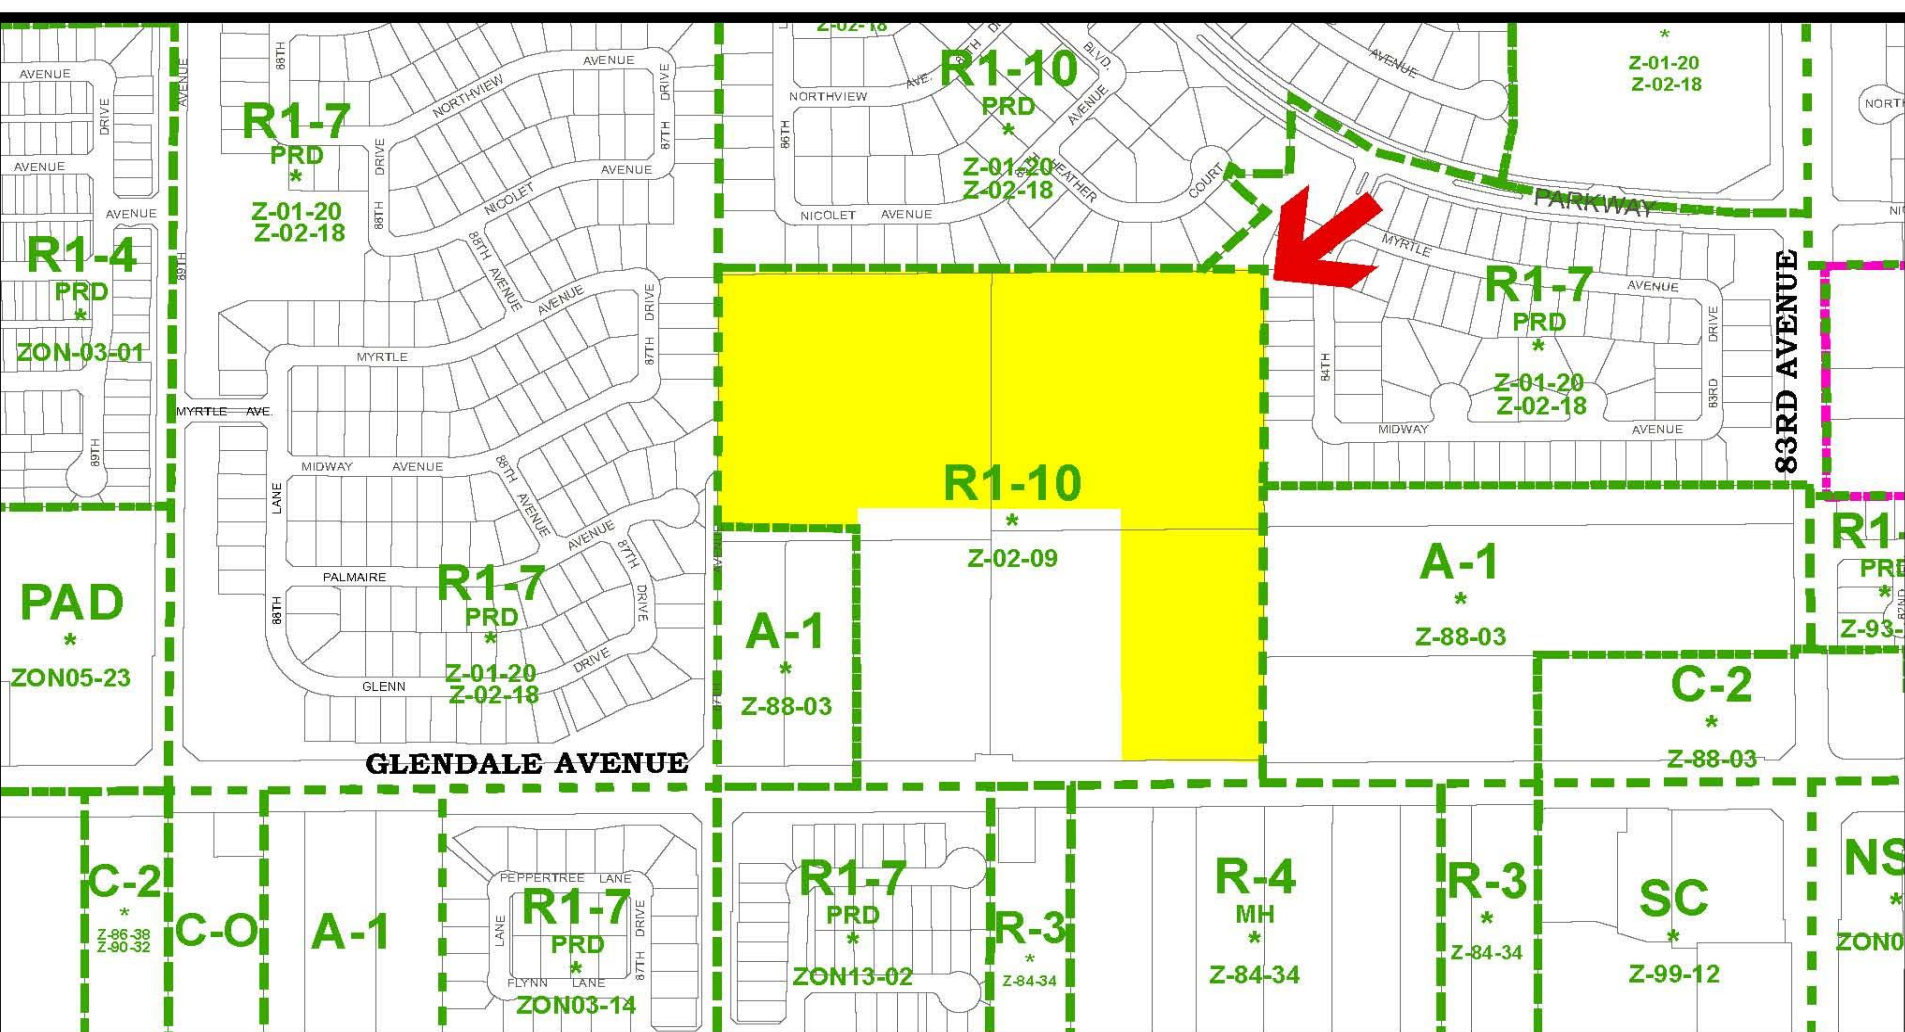 Z-02-18
88TH
AVENUE
DRIVE
AVENUE
AVENUE
R1-4
PRD
*
ZON-03-01
89TH
PAD
*
ZON05-23
AVENUE
89TH
R1-7
PRD
*
Z-01-20
Z-02-18
NORTHVIEW
AVENUE
DRIVE
87TH
DRIVE
88TH
NICOLET
AVENUE
88TH AVENUE
AVENUE
DRIVE
87TH
MYRTLE
MYRTLE AVE.
MIDWAY AVENUE
LANE
88TH
88TH AVENUE
AVENUE
PALMAIRE
R1-7
PRD
*
Z-01-20
Z-02-18
87TH
DRIVE
DRIVE
GLENN
GLENDALE AVENUE
R1-10
PRD
*
Z-01-20
Z-02-18
NORTHVIEW
AVE.
BLVD.
AVENUE
86TH
HEATHER
COURT
NICOLET AVENUE
AVENUE
*
Z-01-20
Z-02-18
PARKWAY
NORTH
MYRTLE
AVENUE
R1-7
PRD
*
Z-01-20
Z-02-18
84TH
DRIVE
83RD
MIDWAY
AVENUE
83RD AVENUE
R1-10
*
Z-02-09
A-1
*
Z-88-03
A-1
*
Z-88-03
C-2
*
Z-88-03
R1-
PRD
*
82ND
Z-93-
C-2
*
Z-86-38
Z-90-32
C-O
A-1
PEPPERTREE LANE
R1-7
PRD
*
LANE
DRIVE
87TH
FLYNN LANE
ZON03-14
R1-7
PRD
*
ZON13-02
R-3
*
Z-84-34
R-4
MH
*
Z-84-34
R-3
*
Z-84-34
SC
*
Z-99-12
NS
*
ZON0